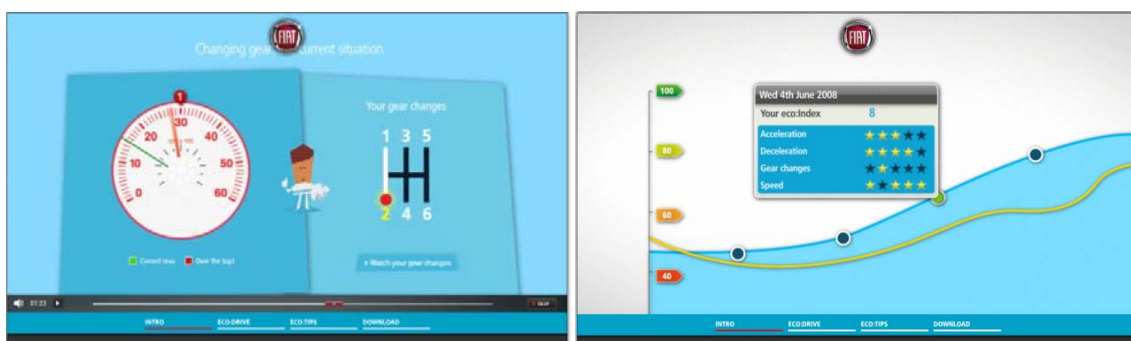 FIAT
Changing gear current situation
Your gear changes
1 3 5
2 4 6
1
0 10 20 30 40 50 60
x 100
Correct revs
Over the top!
Watch your gear changes
01:23
SKIP
INTRO ECO:DRIVE ECO:TIPS DOWNLOAD
FIAT
100
80
60
40
Wed 4th June 2008
Your eco:Index 8
Acceleration
Deceleration
Gear changes
Speed
INTRO ECO:DRIVE ECO:TIPS DOWNLOAD